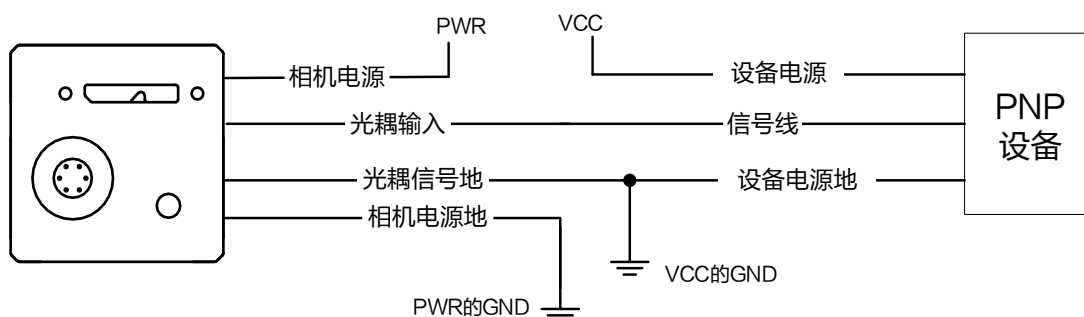 PWR
VCC
相机电源
设备电源
光耦输入
信号线
PNP
设备
光耦信号地
设备电源地
相机电源地
VCC的GND
PWR的GND